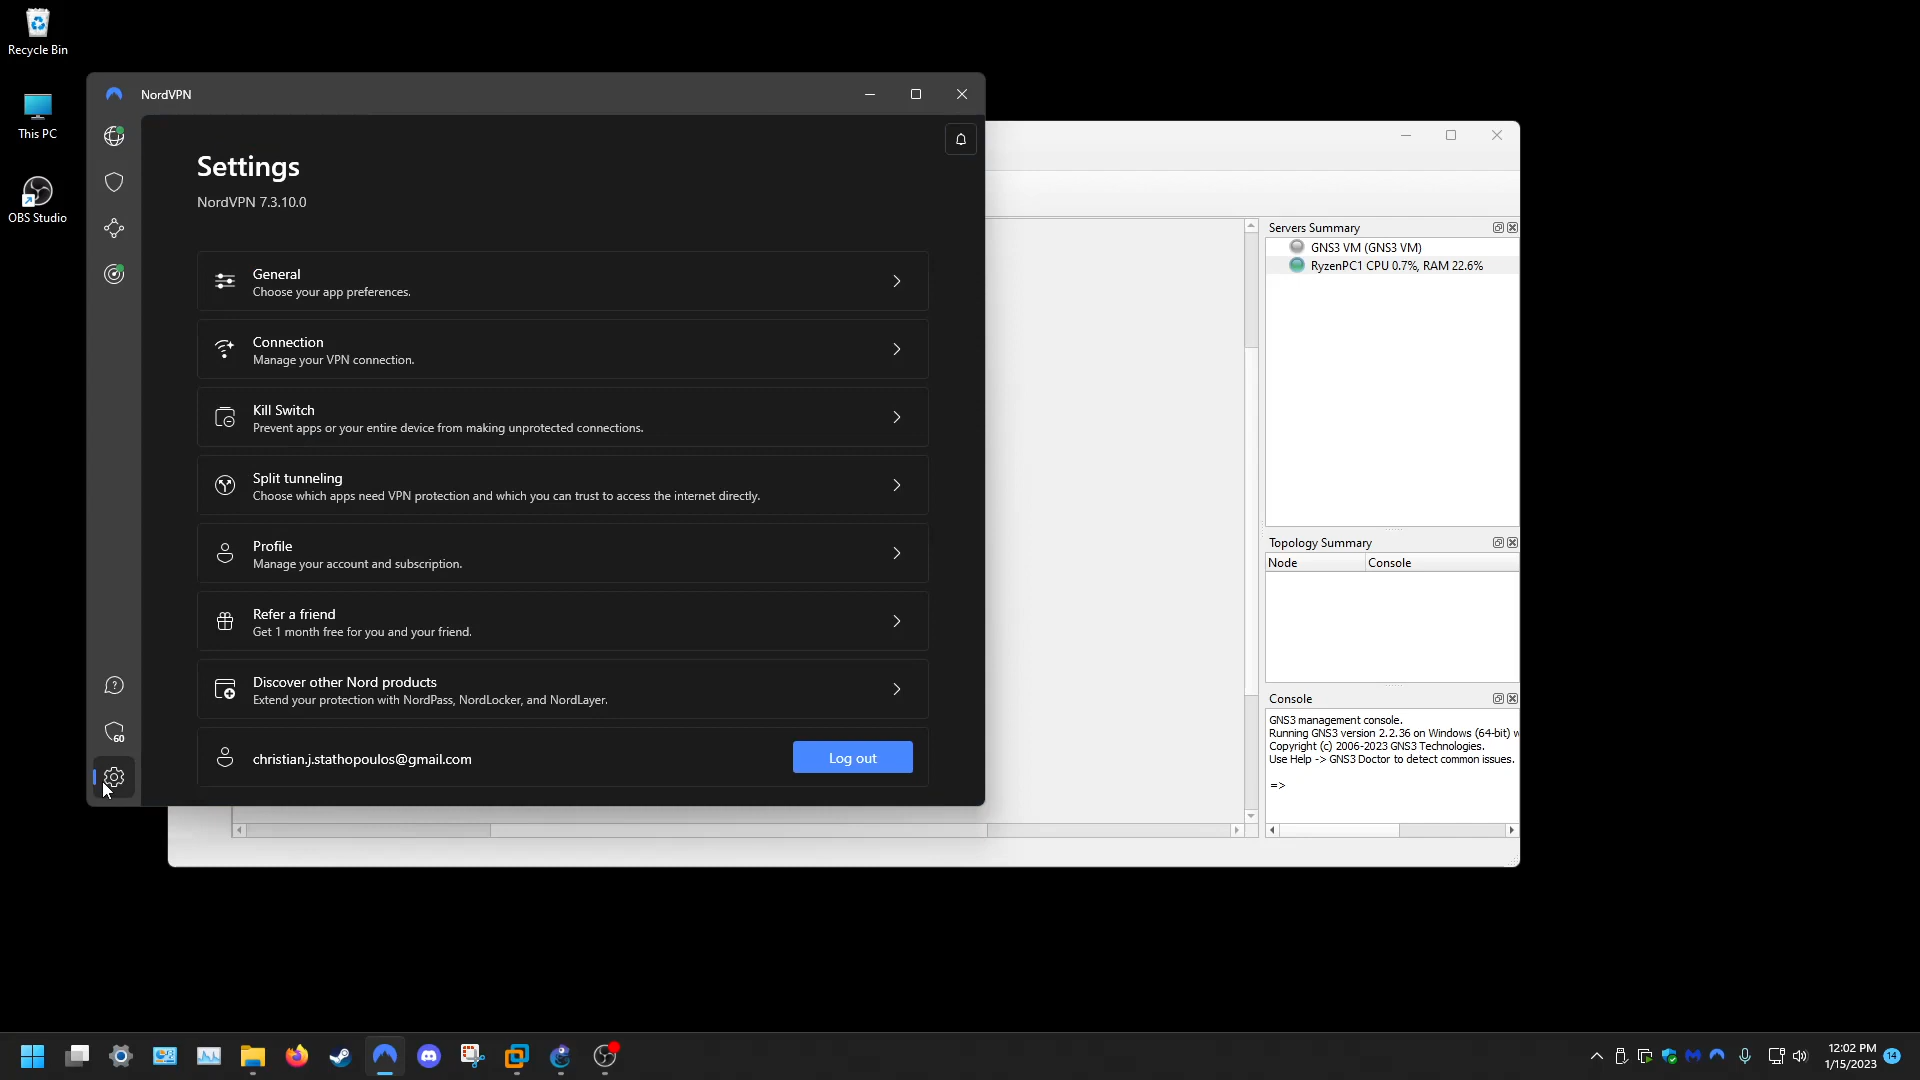 Recycle Bin
This PC
OBS Studio
NordVPN
Settings
NordVPN 7.3.10.0
General
Choose your app preferences.
Connection
Manage your VPN connection.
Kill Switch
Prevent apps or your entire device from making unprotected connections.
Split tunneling
Choose which apps need VPN protection and which you can trust to access the internet directly.
Profile
Manage your account and subscription.
Refer a friend
Get 1 month free for you and your friend.
Discover other Nord products
Extend your protection with NordPass, NordLocker, and NordLayer.
christian.j.stathopoulos@gmail.com
Log out
60
Servers Summary
GNS3 VM (GNS3 VM)
RyzenPC1 CPU 0.7%, RAM 22.6%
Topology Summary
Node Console
Console
GNS3 management console.
Running GNS3 version 2.2.36 on Windows (64-bit) w
Copyright (c) 2006-2023 GNS3 Technologies.
Use Help -> GNS3 Doctor to detect common issues.
=>
12:02 PM
1/15/2023
14